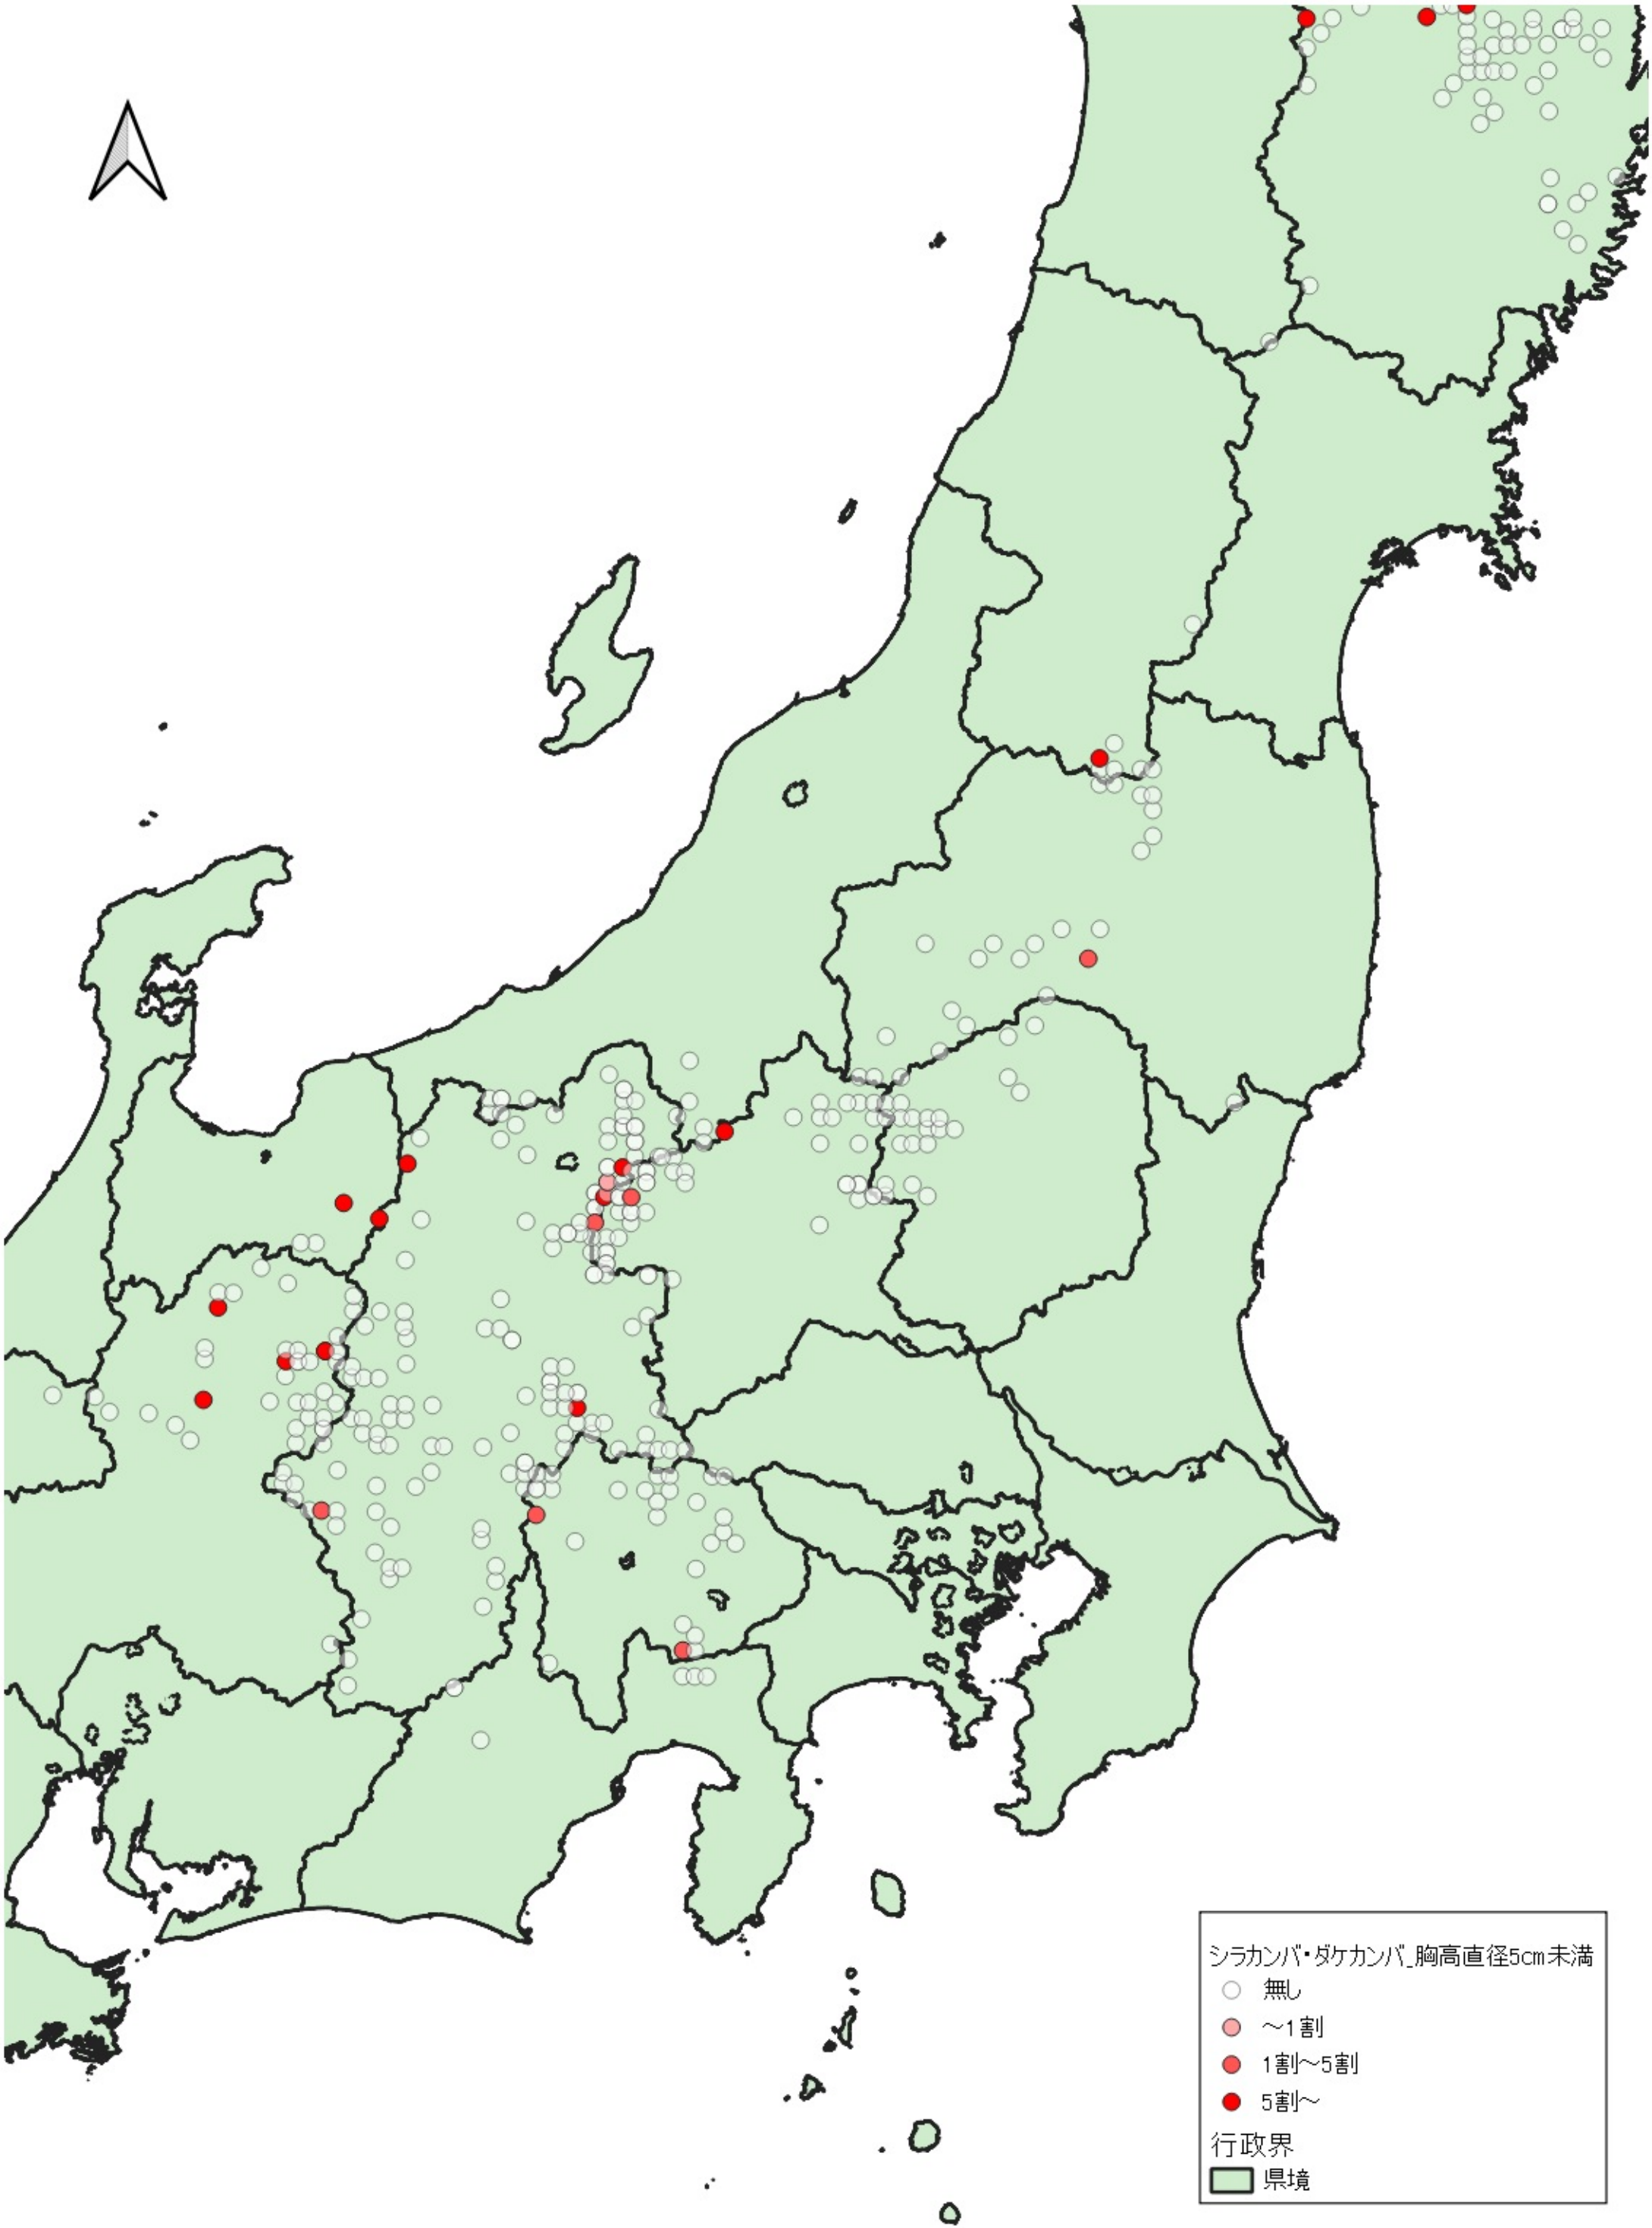 シラカンバ・ダケカンバ_胸高直径5cm未満
無し
～1割
1割～5割
5割～
行政界
県境